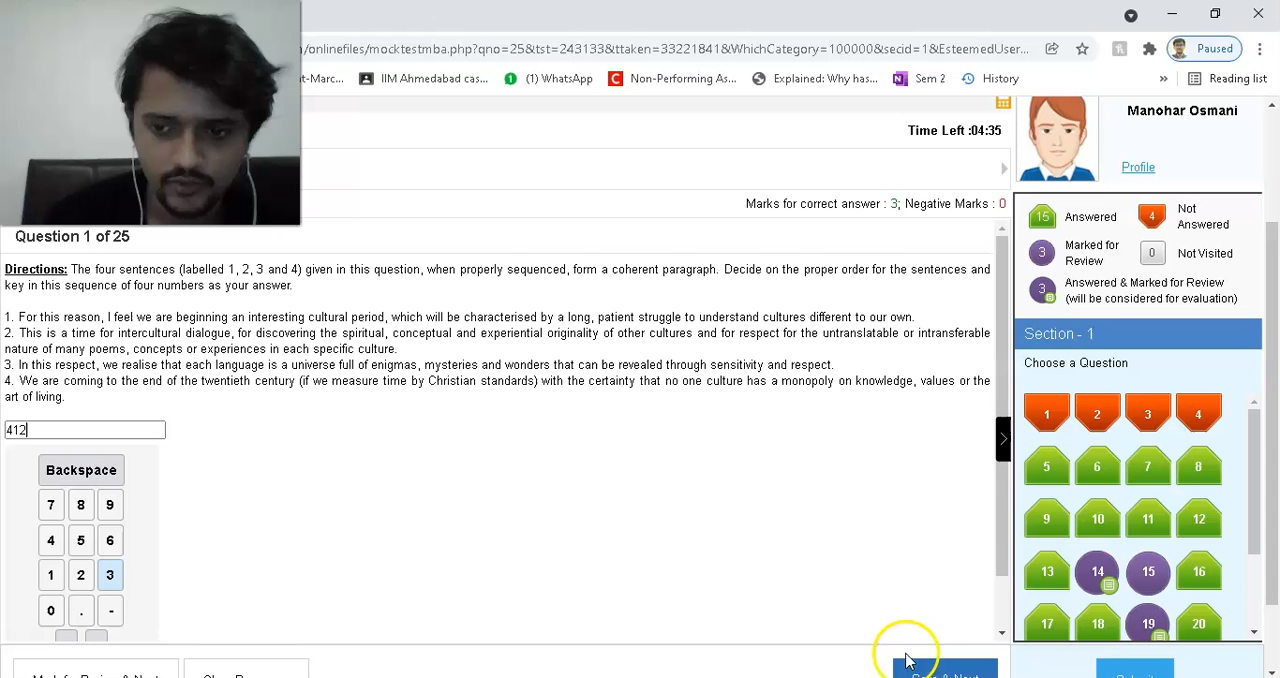 /onlinefiles/mocktestmba.php?qno=25&tst=243133&tttaken=33221841&WhichCategory=100000&secid=1&EsteemedUser...
Paused
nt-Marc...
IIM Ahmedabad cas...
(1) WhatsApp
Non-Performing As...
Explained: Why has...
Sem 2
History
»
Reading list
Time Left :04:35
Manohar Osmani
Profile
Marks for correct answer : 3; Negative Marks : 0
Question 1 of 25
15 Answered
4 Not Answered
3 Marked for Review
0 Not Visited
3 Answered & Marked for Review (will be considered for evaluation)
Directions: The four sentences (labelled 1, 2, 3 and 4) given in this question, when properly sequenced, form a coherent paragraph. Decide on the proper order for the sentences and
key in this sequence of four numbers as your answer.
1. For this reason, I feel we are beginning an interesting cultural period, which will be characterised by a long, patient struggle to understand cultures different to our own.
2. This is a time for intercultural dialogue, for discovering the spiritual, conceptual and experiential originality of other cultures and for respect for the untranslatable or intransferable
nature of many poems, concepts or experiences in each specific culture.
3. In this respect, we realise that each language is a universe full of enigmas, mysteries and wonders that can be revealed through sensitivity and respect.
4. We are coming to the end of the twentieth century (if we measure time by Christian standards) with the certainty that no one culture has a monopoly on knowledge, values or the
art of living.
412
Backspace
7 8 9
4 5 6
1 2 3
0 . -
Section - 1
Choose a Question
1 2 3 4
5 6 7 8
9 10 11 12
13 14 15 16
17 18 19 20